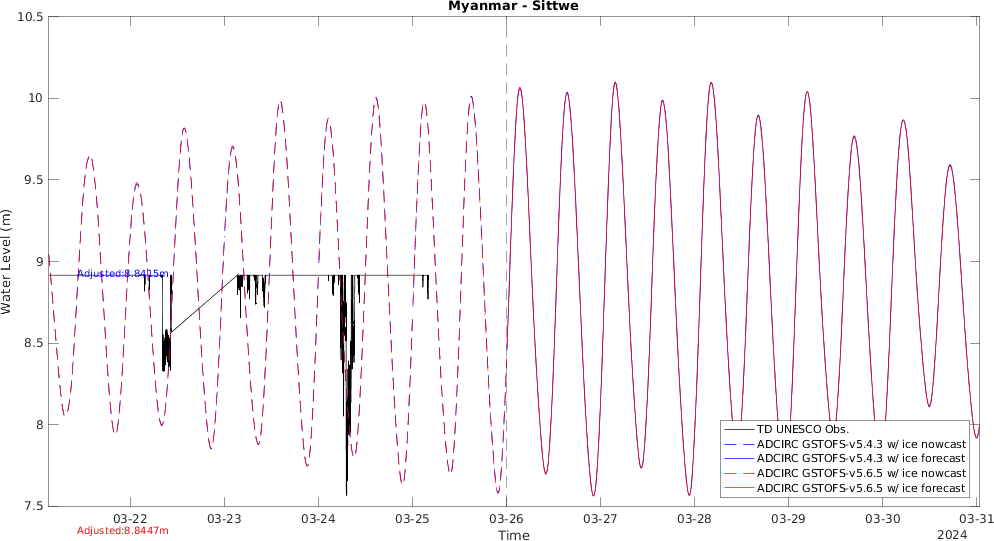 Myanmar - Sittwe
10.5
10
9.5
9
8.5
8
7.5
Water Level (m)
Adjusted:8.8415m
TD UNESCO Obs.
ADCIRC GSTOFS-v5.4.3 w/ ice nowcast
ADCIRC GSTOFS-v5.4.3 w/ ice forecast
ADCIRC GSTOFS-v5.6.5 w/ ice nowcast
ADCIRC GSTOFS-v5.6.5 w/ ice forecast
03-22 03-23 03-24 03-25 03-26 03-27 03-28 03-29 03-30 03-31
Adjusted:8.8447m
Time
2024